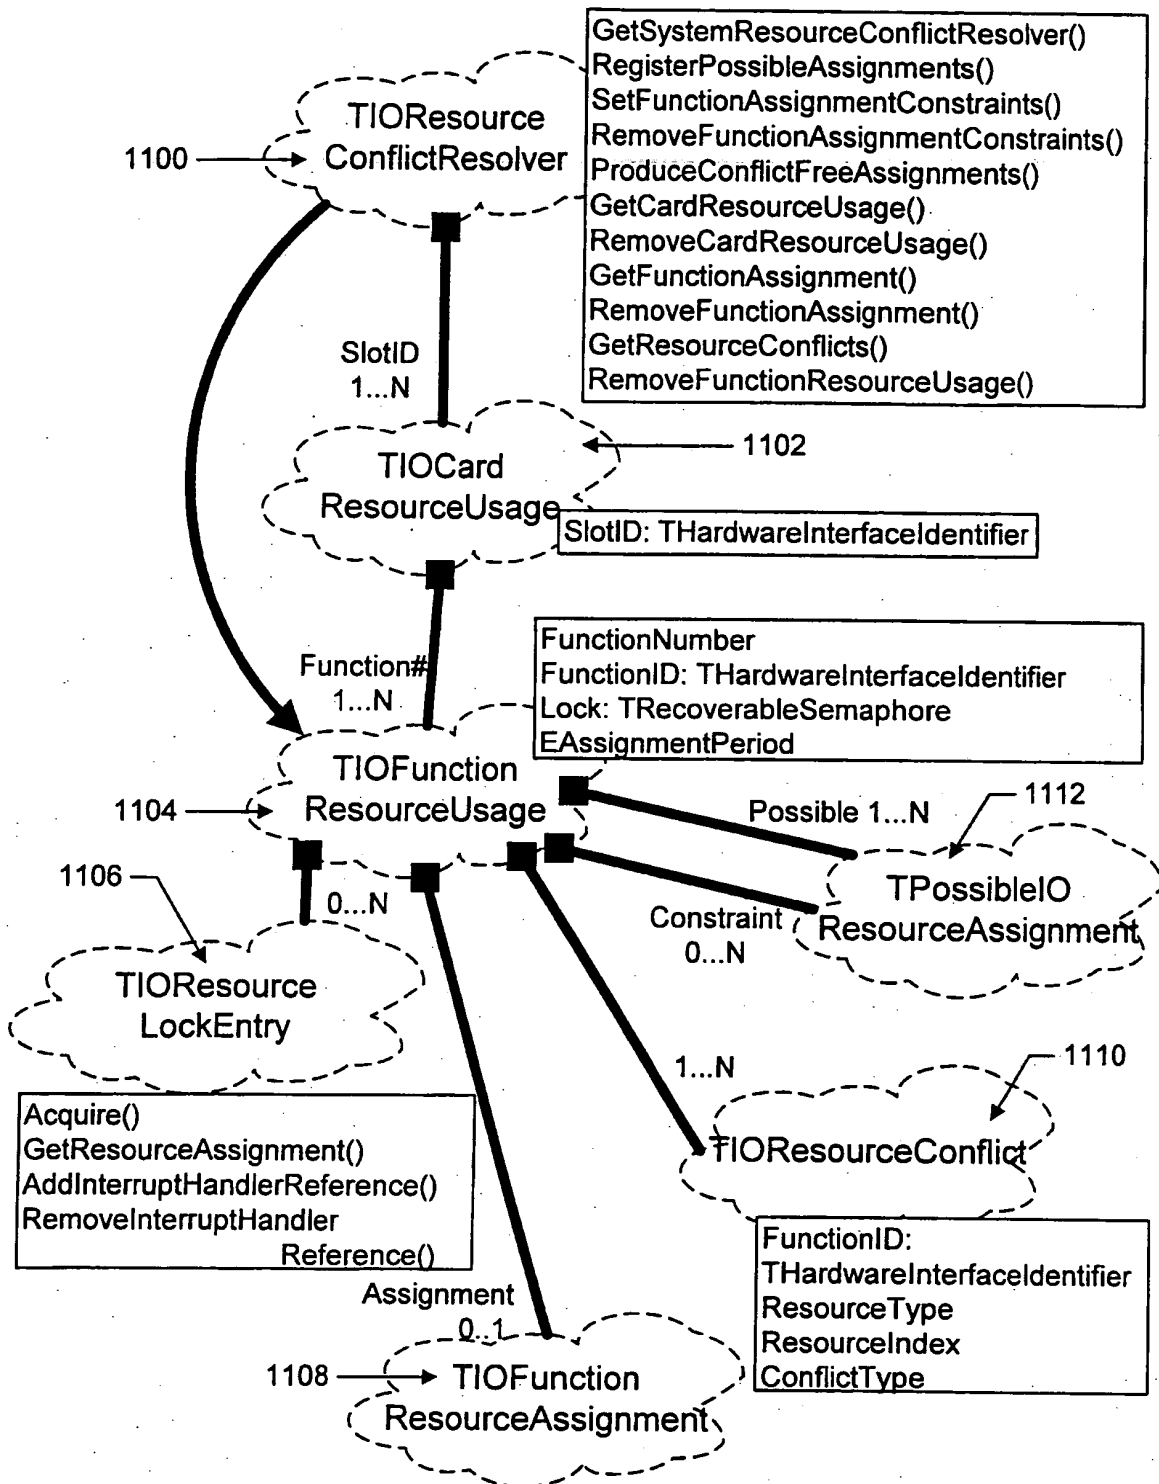 GetSystemResourceConflictResolver()
RegisterPossibleAssignments()
SetFunctionAssignmentConstraints()
RemoveFunctionAssignmentConstraints()
ProduceConflictFreeAssignments()
GetCardResourceUsage()
RemoveCardResourceUsage()
GetFunctionAssignment()
RemoveFunctionAssignment()
GetResourceConflicts()
RemoveFunctionResourceUsage()
TIOResource
ConflictResolver
1100
SlotID
1...N
1102
TIOCard
ResourceUsage
SlotID: THardwareInterfaceIdentifier
Function#
1...N
FunctionNumber
FunctionID: THardwareInterfaceIdentifier
Lock: TRecoverableSemaphore
EAssignmentPeriod
TIOFunction
ResourceUsage
1104
Possible 1...N
1112
1106
0...N
TPossibleIO
ResourceAssignment
Constraint
0...N
TIOResource
LockEntry
1...N
1110
Acquire()
GetResourceAssignment()
AddInterruptHandlerReference()
RemoveInterruptHandler
Reference()
TIOResourceConflict
FunctionID:
THardwareInterfaceIdentifier
ResourceType
ResourceIndex
ConflictType
Assignment
0..1
1108
TIOFunction
ResourceAssignment